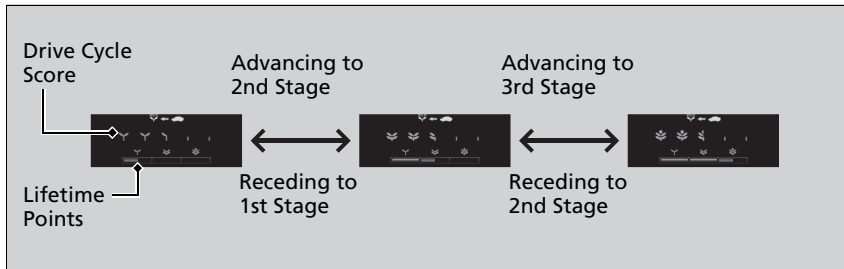 Drive Cycle
Score
Advancing to
2nd Stage
Advancing to
3rd Stage
Lifetime
Points
Receding to
1st Stage
Receding to
2nd Stage